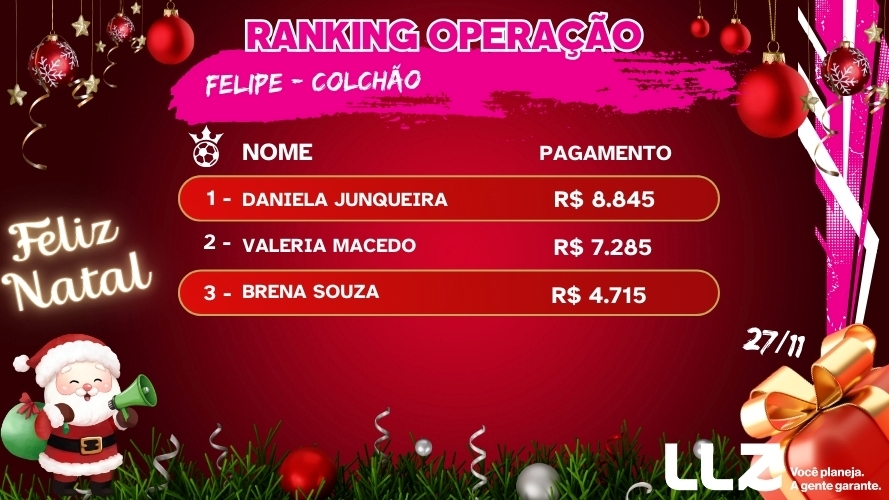 RANKING OPERAÇÃO
FELIPE - COLCHÃO
NOME PAGAMENTO
1 - DANIELA JUNQUEIRA R$ 8.845
2 - VALERIA MACEDO R$ 7.285
3 - BRENA SOUZA R$ 4.715
Feliz
Natal
27/11
LLZ
Você planeja.
A gente garante.